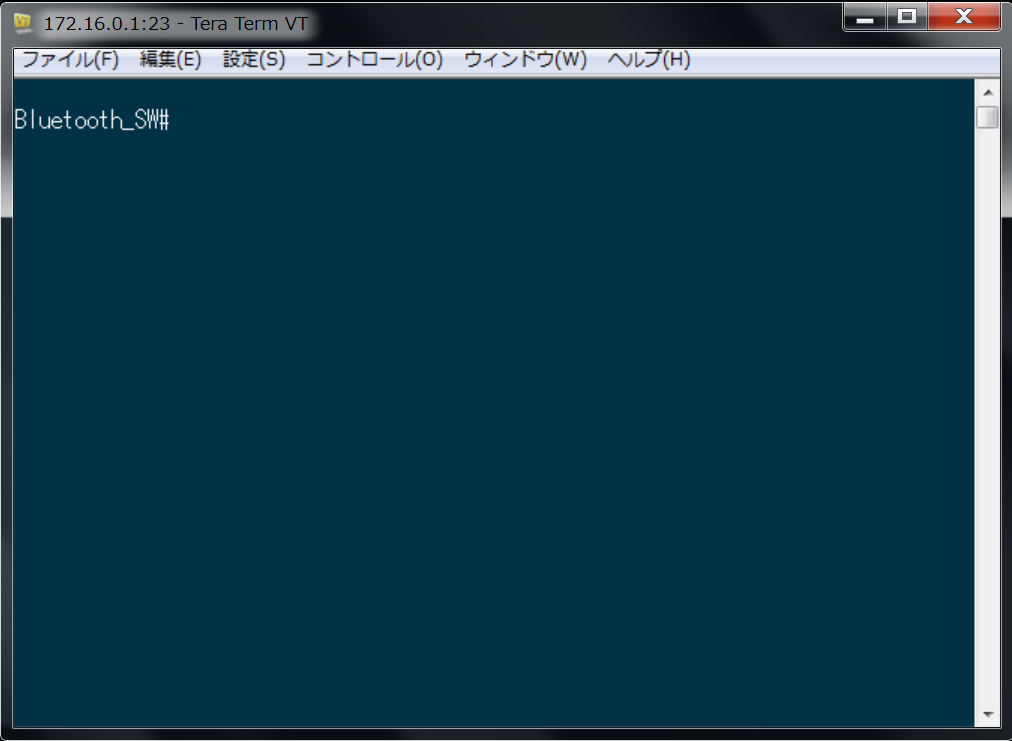 172.16.0.1:23 - Tera Term VT
ファイル(F) 編集(E) 設定(S) コントロール(O) ウィンドウ(W) ヘルプ(H)
Bluetooth_SW#